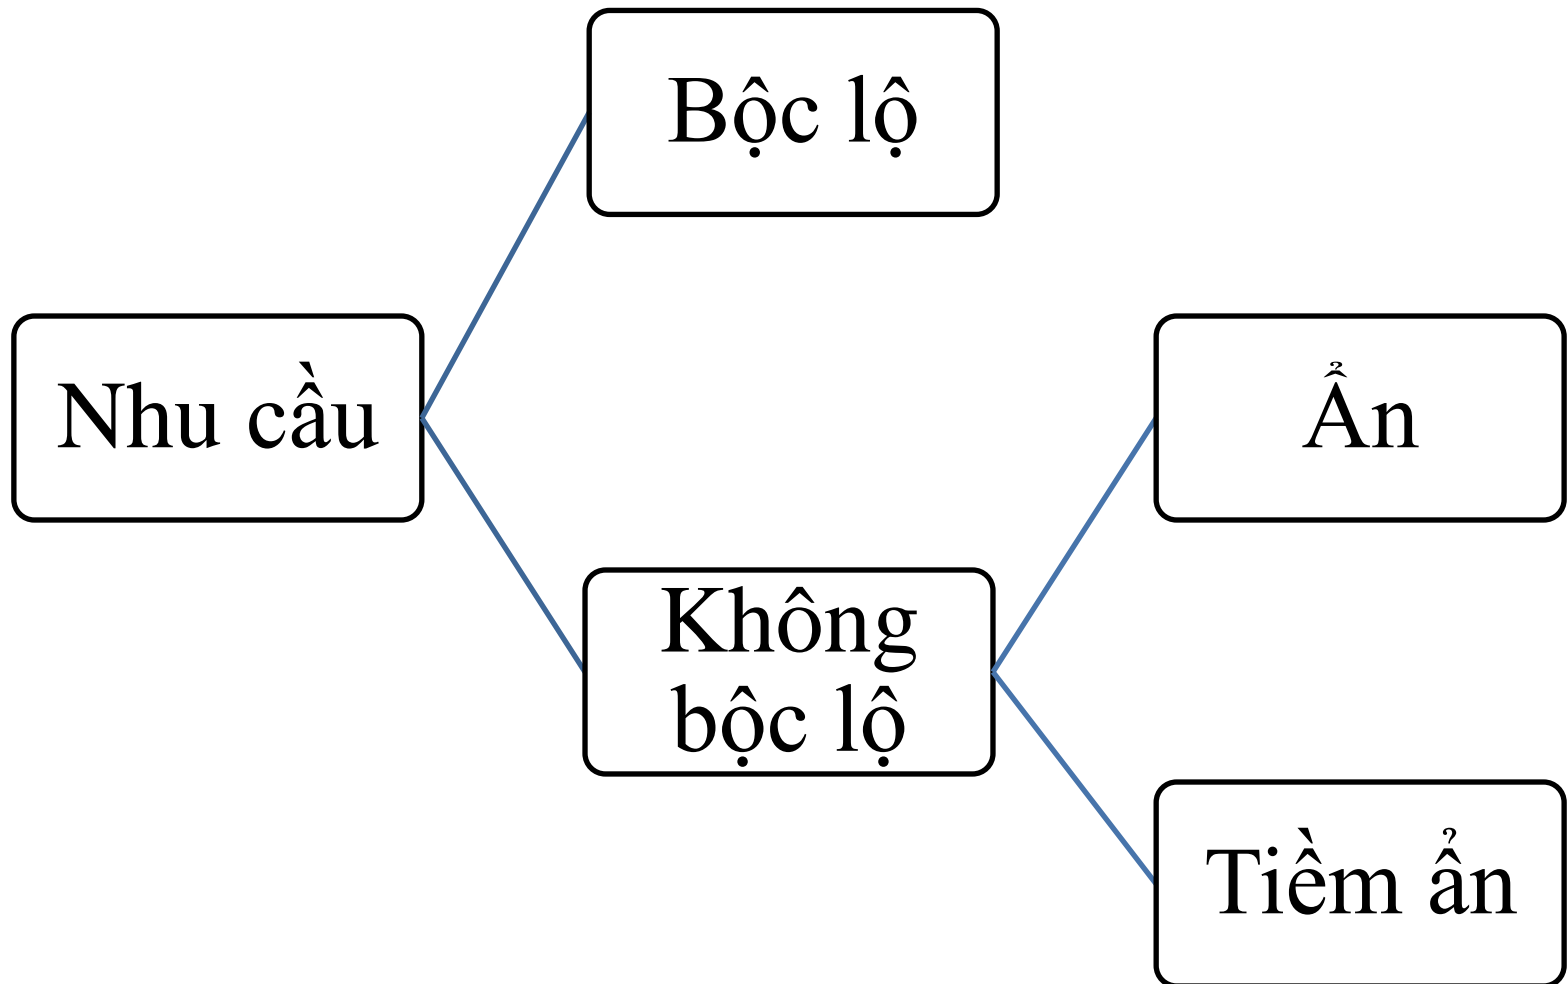 Bộc lộ
Nhu cầu
Ẩn
Không
bộc lộ
Tiềm ẩn